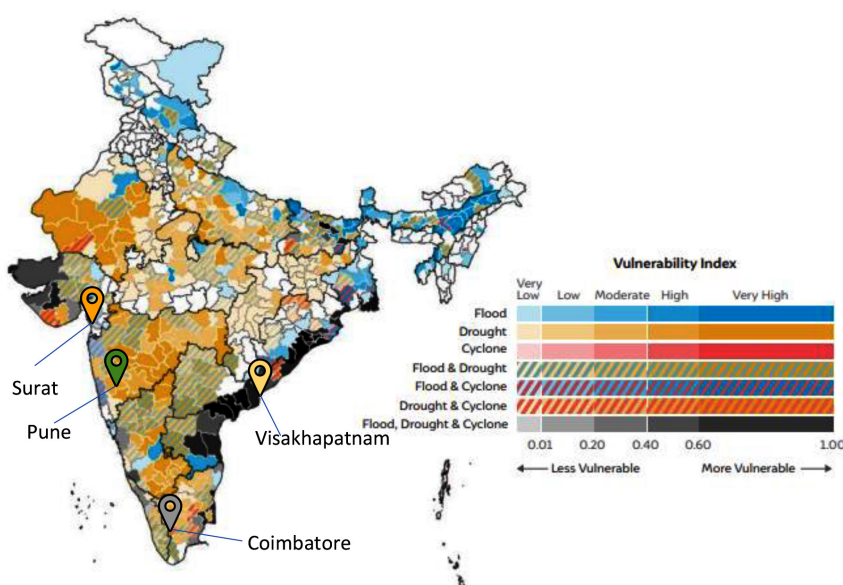 Surat
Pune
Visakhapatnam
Coimbatore
Vulnerability Index
Very Low Low Moderate High Very High
Flood
Drought
Cyclone
Flood & Drought
Flood & Cyclone
Drought & Cyclone
Flood, Drought & Cyclone
0.01 0.20 0.40 0.60 1.00
Less Vulnerable More Vulnerable